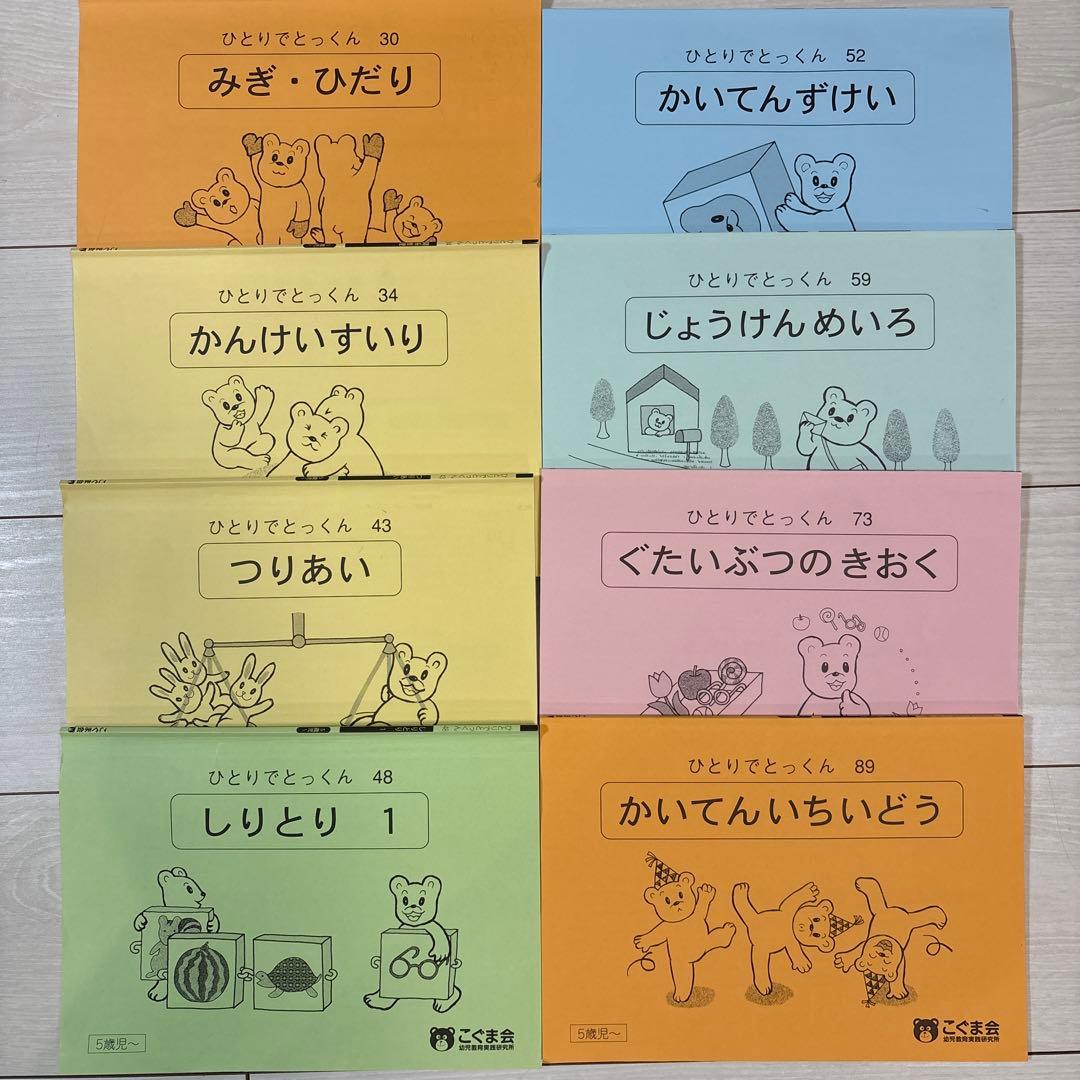 ひとりでとっくん 30
みぎ・ひだり
ひとりでとっくん 34
かんけいすいり
ひとりでとっくん 43
つりあい
ひとりでとっくん 48
しりとり 1
5歳児〜
こぐま会
幼児教育実践研究所
ひとりでとっくん 52
かいてんずけい
ひとりでとっくん 59
じょうけんめいろ
ひとりでとっくん 73
ぐたいぶつのきおく
ひとりでとっくん 89
かいてんいちいどう
5歳児〜
こぐま会
幼児教育実践研究所